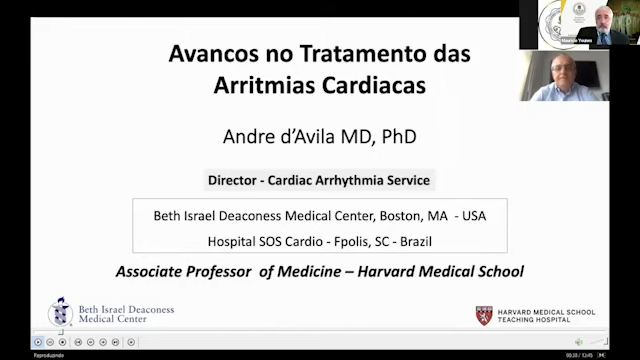 Avancos no Tratamento das
Arritmias Cardiacas
Andre d'Avila MD, PhD
Director - Cardiac Arrhythmia Service
Beth Israel Deaconess Medical Center, Boston, MA - USA
Hospital SOS Cardio - Fpolis, SC - Brazil
Associate Professor of Medicine – Harvard Medical School
Beth Israel Deaconess
Medical Center
HARVARD MEDICAL SCHOOL
TEACHING HOSPITAL
Mauricio Younes
Reproduzindo